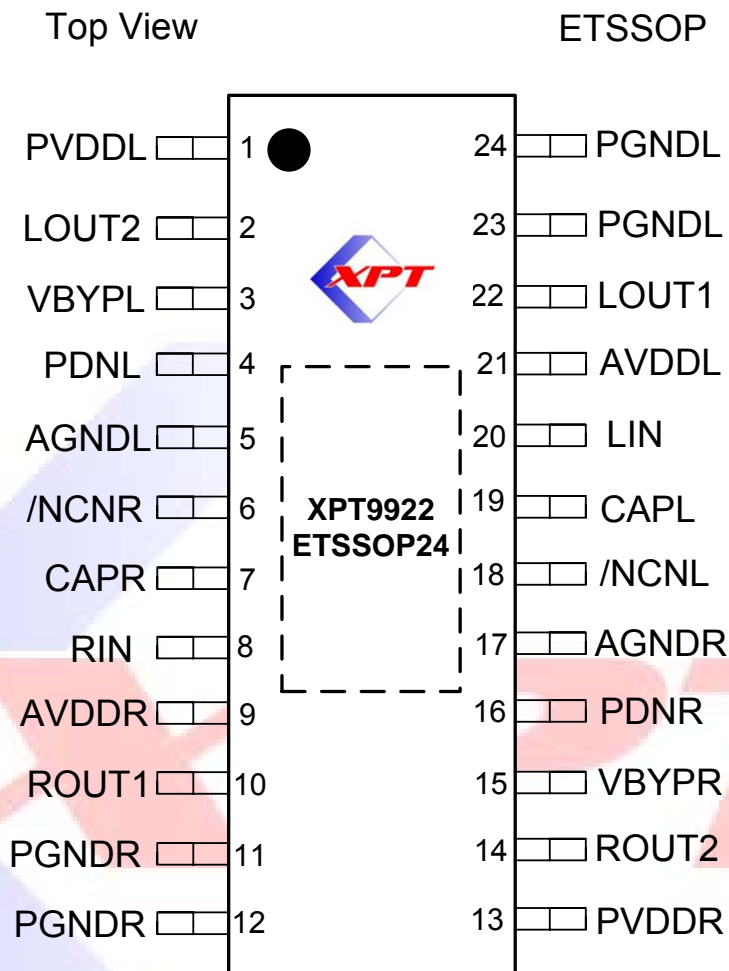 Top View ETSSOP
PVDDL 1 24 PGNDL
LOUT2 2 23 PGNDL
VBYPL 3 XPT 22 LOUT1
PDNL 4 21 AVDDL
AGNDL 5 20 LIN
/NCNR 6 XPT9922 19 CAPL
ETSSOP24
CAPR 7 18 /NCNL
RIN 8 17 AGNDR
AVDDR 9 16 PDNR
ROUT1 10 15 VBYPR
PGNDR 11 14 ROUT2
PGNDR 12 13 PVDDR